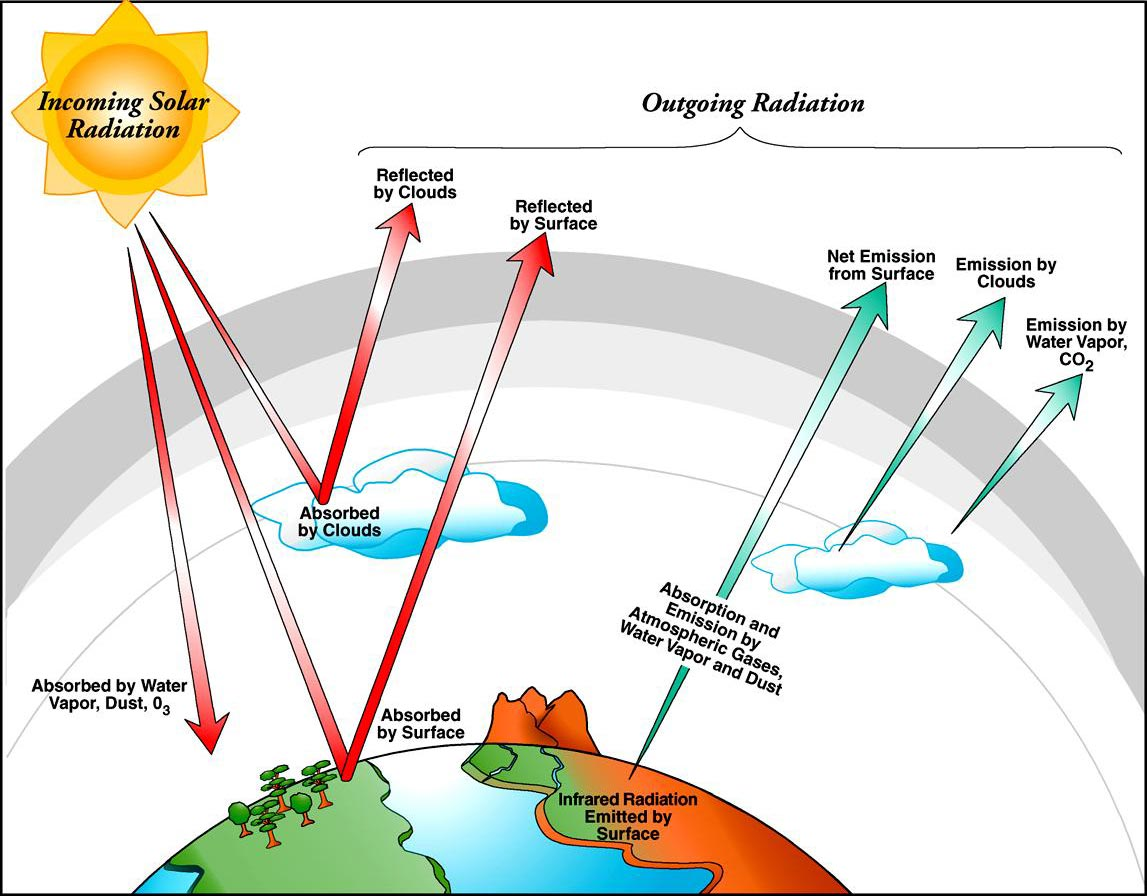 Incoming Solar
Radiation
Outgoing Radiation
Reflected
by Clouds
Reflected
by Surface
Net Emission
from Surface
Emission by
Clouds
Emission by
Water Vapor,
CO2
Absorbed
by Clouds
Absorption and
Emission by
Atmospheric Gases,
Water Vapor and Dust
Absorbed by Water
Vapor, Dust, 03
Absorbed
by Surface
Infrared Radiation
Emitted by
Surface